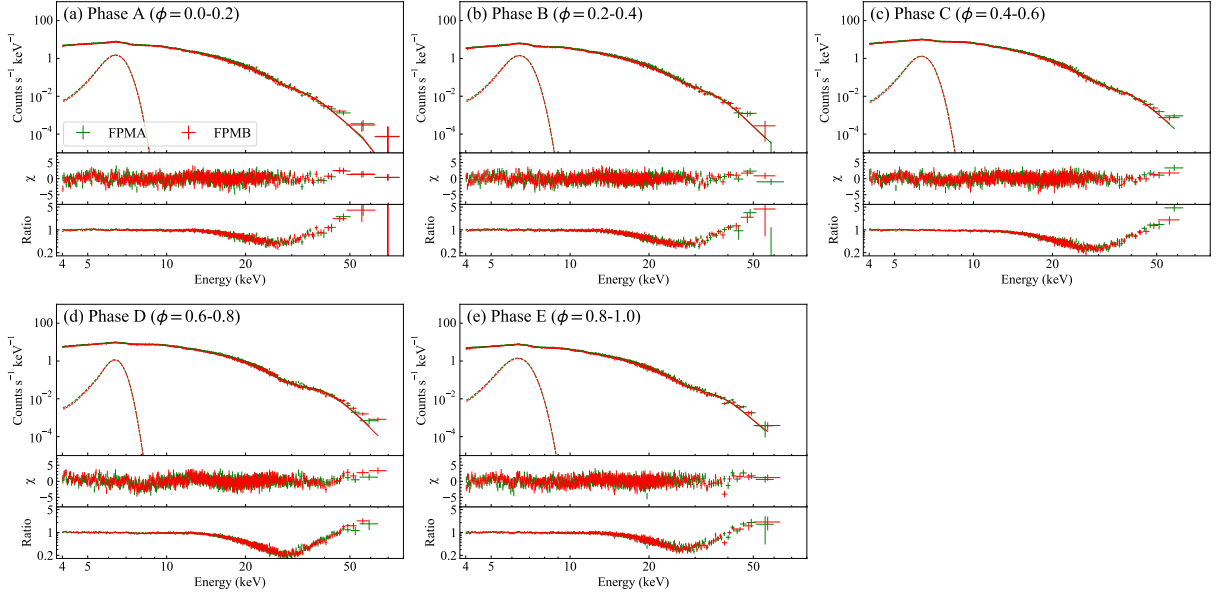 (a) Phase A (ϕ = 0.0-0.2)
Counts s⁻¹ keV⁻¹
100
1
10⁻²
10⁻⁴
FPMA
FPMB
χ
5
0
−5
Ratio
5
1
0.2
4
5
10
20
50
Energy (keV)
(b) Phase B (ϕ = 0.2-0.4)
Counts s⁻¹ keV⁻¹
100
1
10⁻²
10⁻⁴
χ
5
0
−5
Ratio
5
1
0.2
4
5
10
20
50
Energy (keV)
(c) Phase C (ϕ = 0.4-0.6)
Counts s⁻¹ keV⁻¹
100
1
10⁻²
10⁻⁴
χ
5
0
−5
Ratio
5
1
0.2
4
5
10
20
50
Energy (keV)
(d) Phase D (ϕ = 0.6-0.8)
Counts s⁻¹ keV⁻¹
100
1
10⁻²
10⁻⁴
χ
5
0
−5
Ratio
1
0.2
4
5
10
20
50
Energy (keV)
(e) Phase E (ϕ = 0.8-1.0)
Counts s⁻¹ keV⁻¹
100
1
10⁻²
10⁻⁴
χ
5
0
−5
Ratio
1
0.2
4
5
10
20
50
Energy (keV)